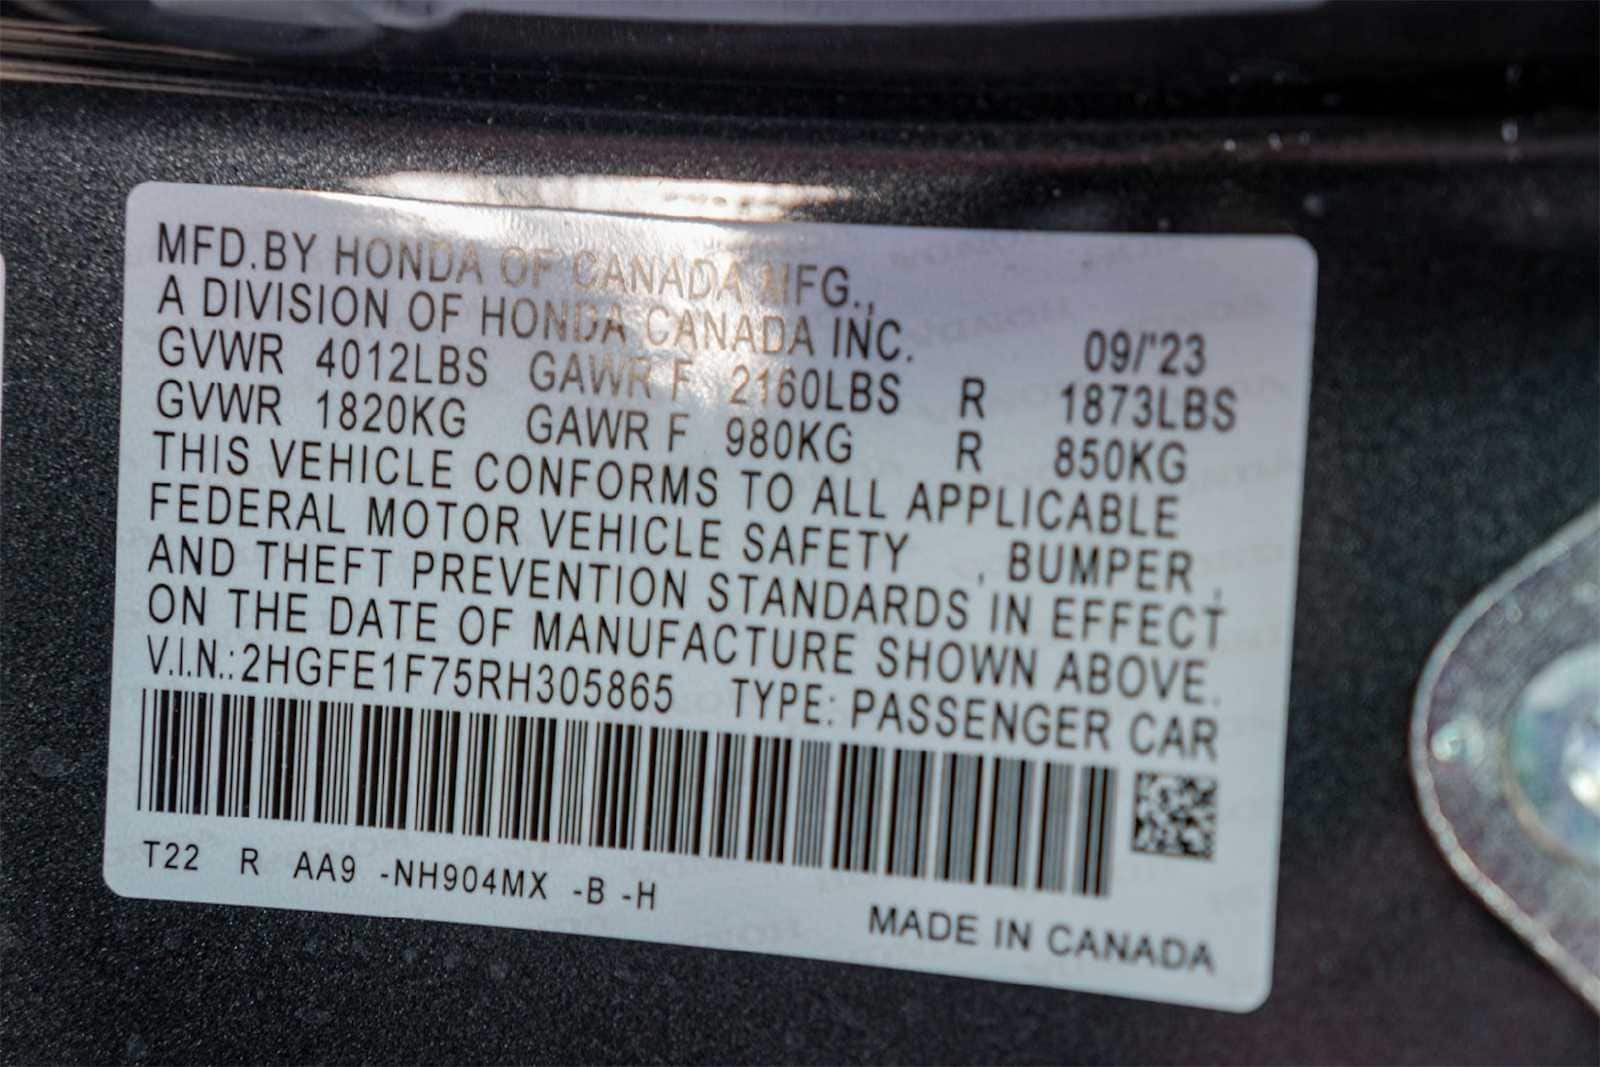 MFD.BY HONDA OF CANADA MFG.,
A DIVISION OF HONDA CANADA INC. 09/'23
GVWR 4012LBS GAWR F 2160LBS R 1873LBS
GVWR 1820KG GAWR F 980KG R 850KG
THIS VEHICLE CONFORMS TO ALL APPLICABLE
FEDERAL MOTOR VEHICLE SAFETY , BUMPER ,
AND THEFT PREVENTION STANDARDS IN EFFECT
ON THE DATE OF MANUFACTURE SHOWN ABOVE.
V.I.N.:2HGFE1F75RH305865 TYPE: PASSENGER CAR
T22 R AA9 -NH904MX -B -H
MADE IN CANADA